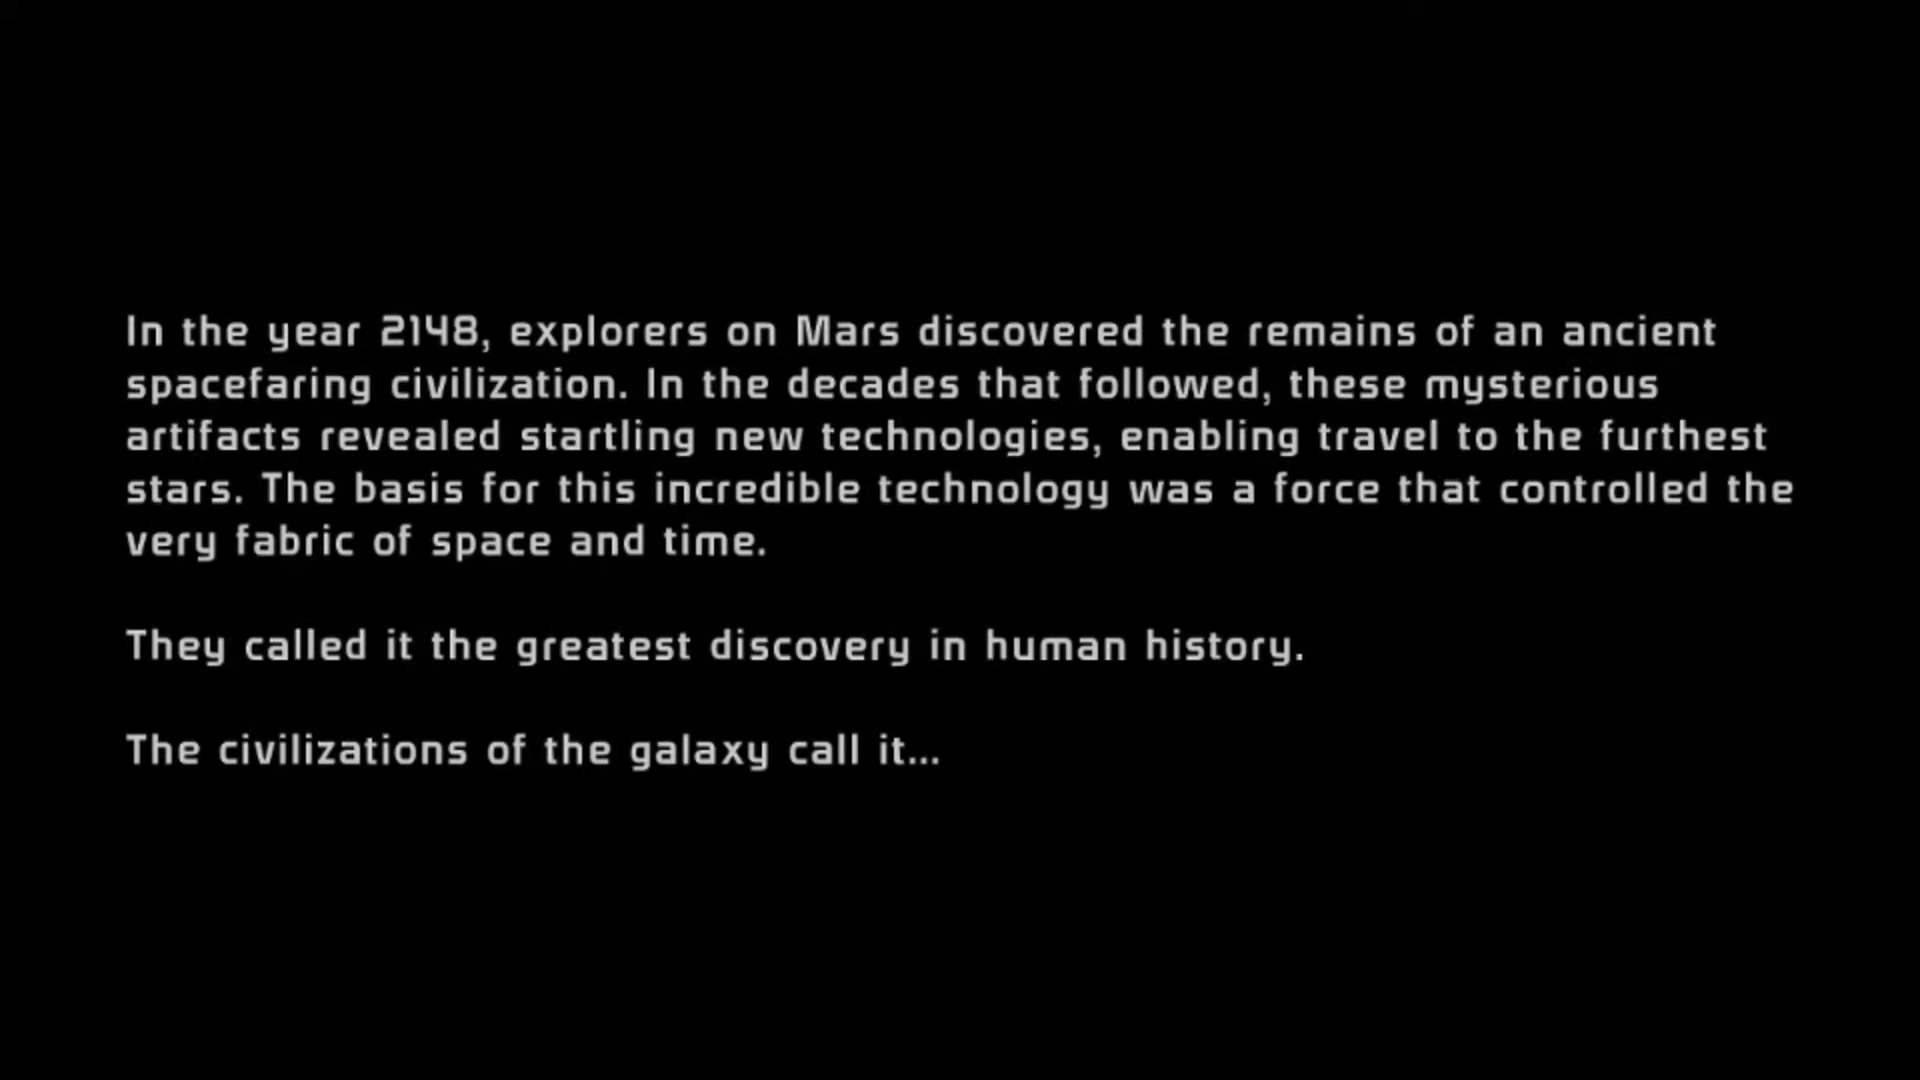 In the year 2148, explorers on Mars discovered the remains of an ancient
spacefaring civilization. In the decades that followed, these mysterious
artifacts revealed startling new technologies, enabling travel to the furthest
stars. The basis for this incredible technology was a force that controlled the
very fabric of space and time.
They called it the greatest discovery in human history.
The civilizations of the galaxy call it...